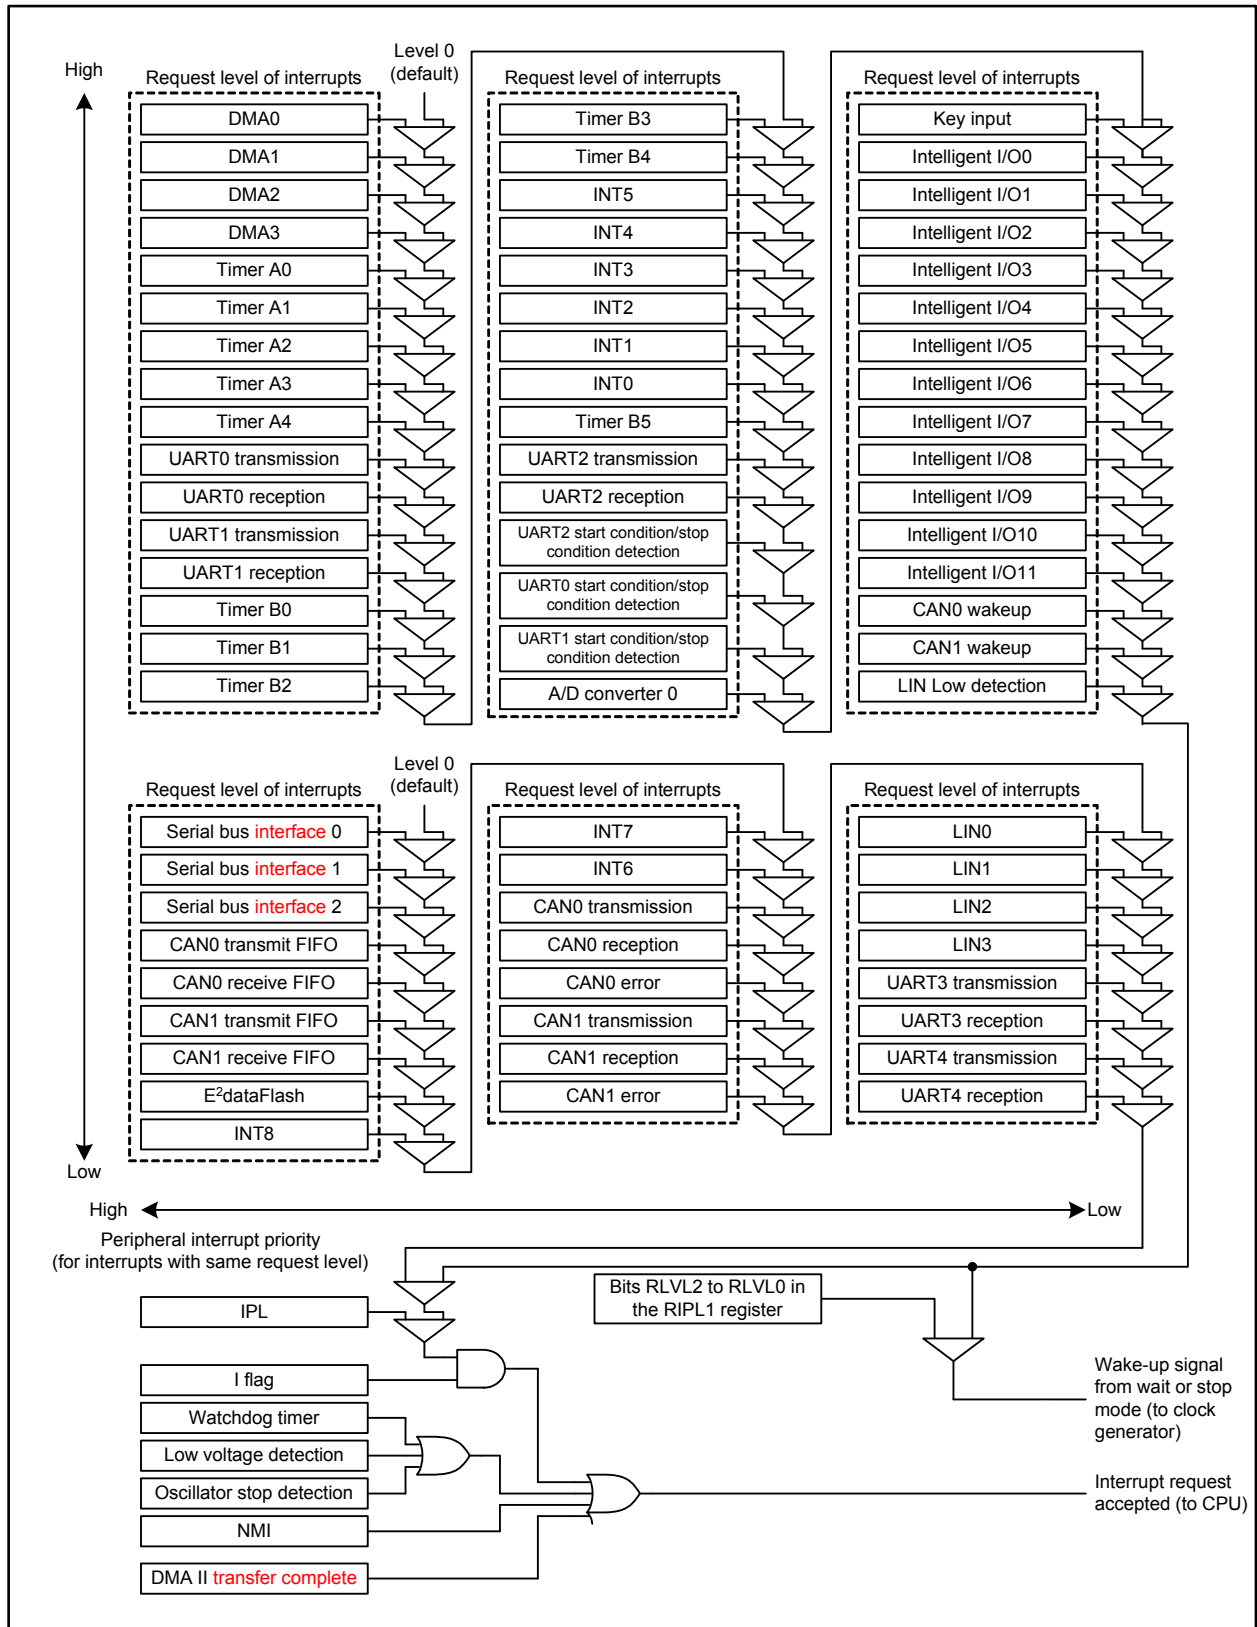 High
Level 0
(default)
Request level of interrupts
DMA0
DMA1
DMA2
DMA3
Timer A0
Timer A1
Timer A2
Timer A3
Timer A4
UART0 transmission
UART0 reception
UART1 transmission
UART1 reception
Timer B0
Timer B1
Timer B2
Request level of interrupts
Timer B3
Timer B4
INT5
INT4
INT3
INT2
INT1
INT0
Timer B5
UART2 transmission
UART2 reception
UART2 start condition/stop
condition detection
UART0 start condition/stop
condition detection
UART1 start condition/stop
condition detection
A/D converter 0
Request level of interrupts
Key input
Intelligent I/O0
Intelligent I/O1
Intelligent I/O2
Intelligent I/O3
Intelligent I/O4
Intelligent I/O5
Intelligent I/O6
Intelligent I/O7
Intelligent I/O8
Intelligent I/O9
Intelligent I/O10
Intelligent I/O11
CAN0 wakeup
CAN1 wakeup
LIN Low detection
Level 0
(default)
Request level of interrupts
Serial bus interface 0
Serial bus interface 1
Serial bus interface 2
CAN0 transmit FIFO
CAN0 receive FIFO
CAN1 transmit FIFO
CAN1 receive FIFO
E²dataFlash
INT8
Request level of interrupts
INT7
INT6
CAN0 transmission
CAN0 reception
CAN0 error
CAN1 transmission
CAN1 reception
CAN1 error
Request level of interrupts
LIN0
LIN1
LIN2
LIN3
UART3 transmission
UART3 reception
UART4 transmission
UART4 reception
Low
High
Low
Peripheral interrupt priority
(for interrupts with same request level)
IPL
Bits RLVL2 to RLVL0 in
the RIPL1 register
I flag
Watchdog timer
Low voltage detection
Oscillator stop detection
NMI
DMA II transfer complete
Wake-up signal
from wait or stop
mode (to clock
generator)
Interrupt request
accepted (to CPU)